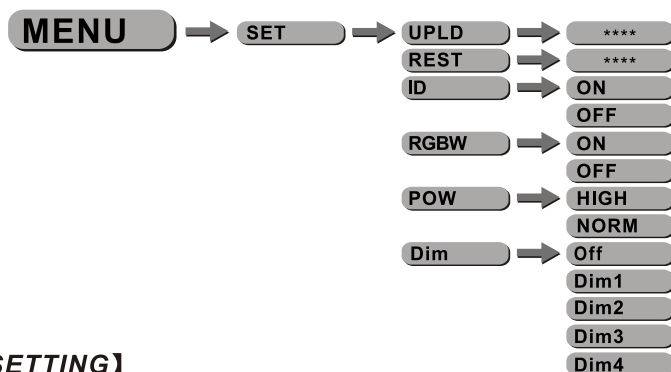 MENU SET UPLD ****
REST ****
ID ON
OFF
RGBW ON
OFF
POW HIGH
NORM
Dim Off
Dim1
Dim2
Dim3
SETTING】 Dim4